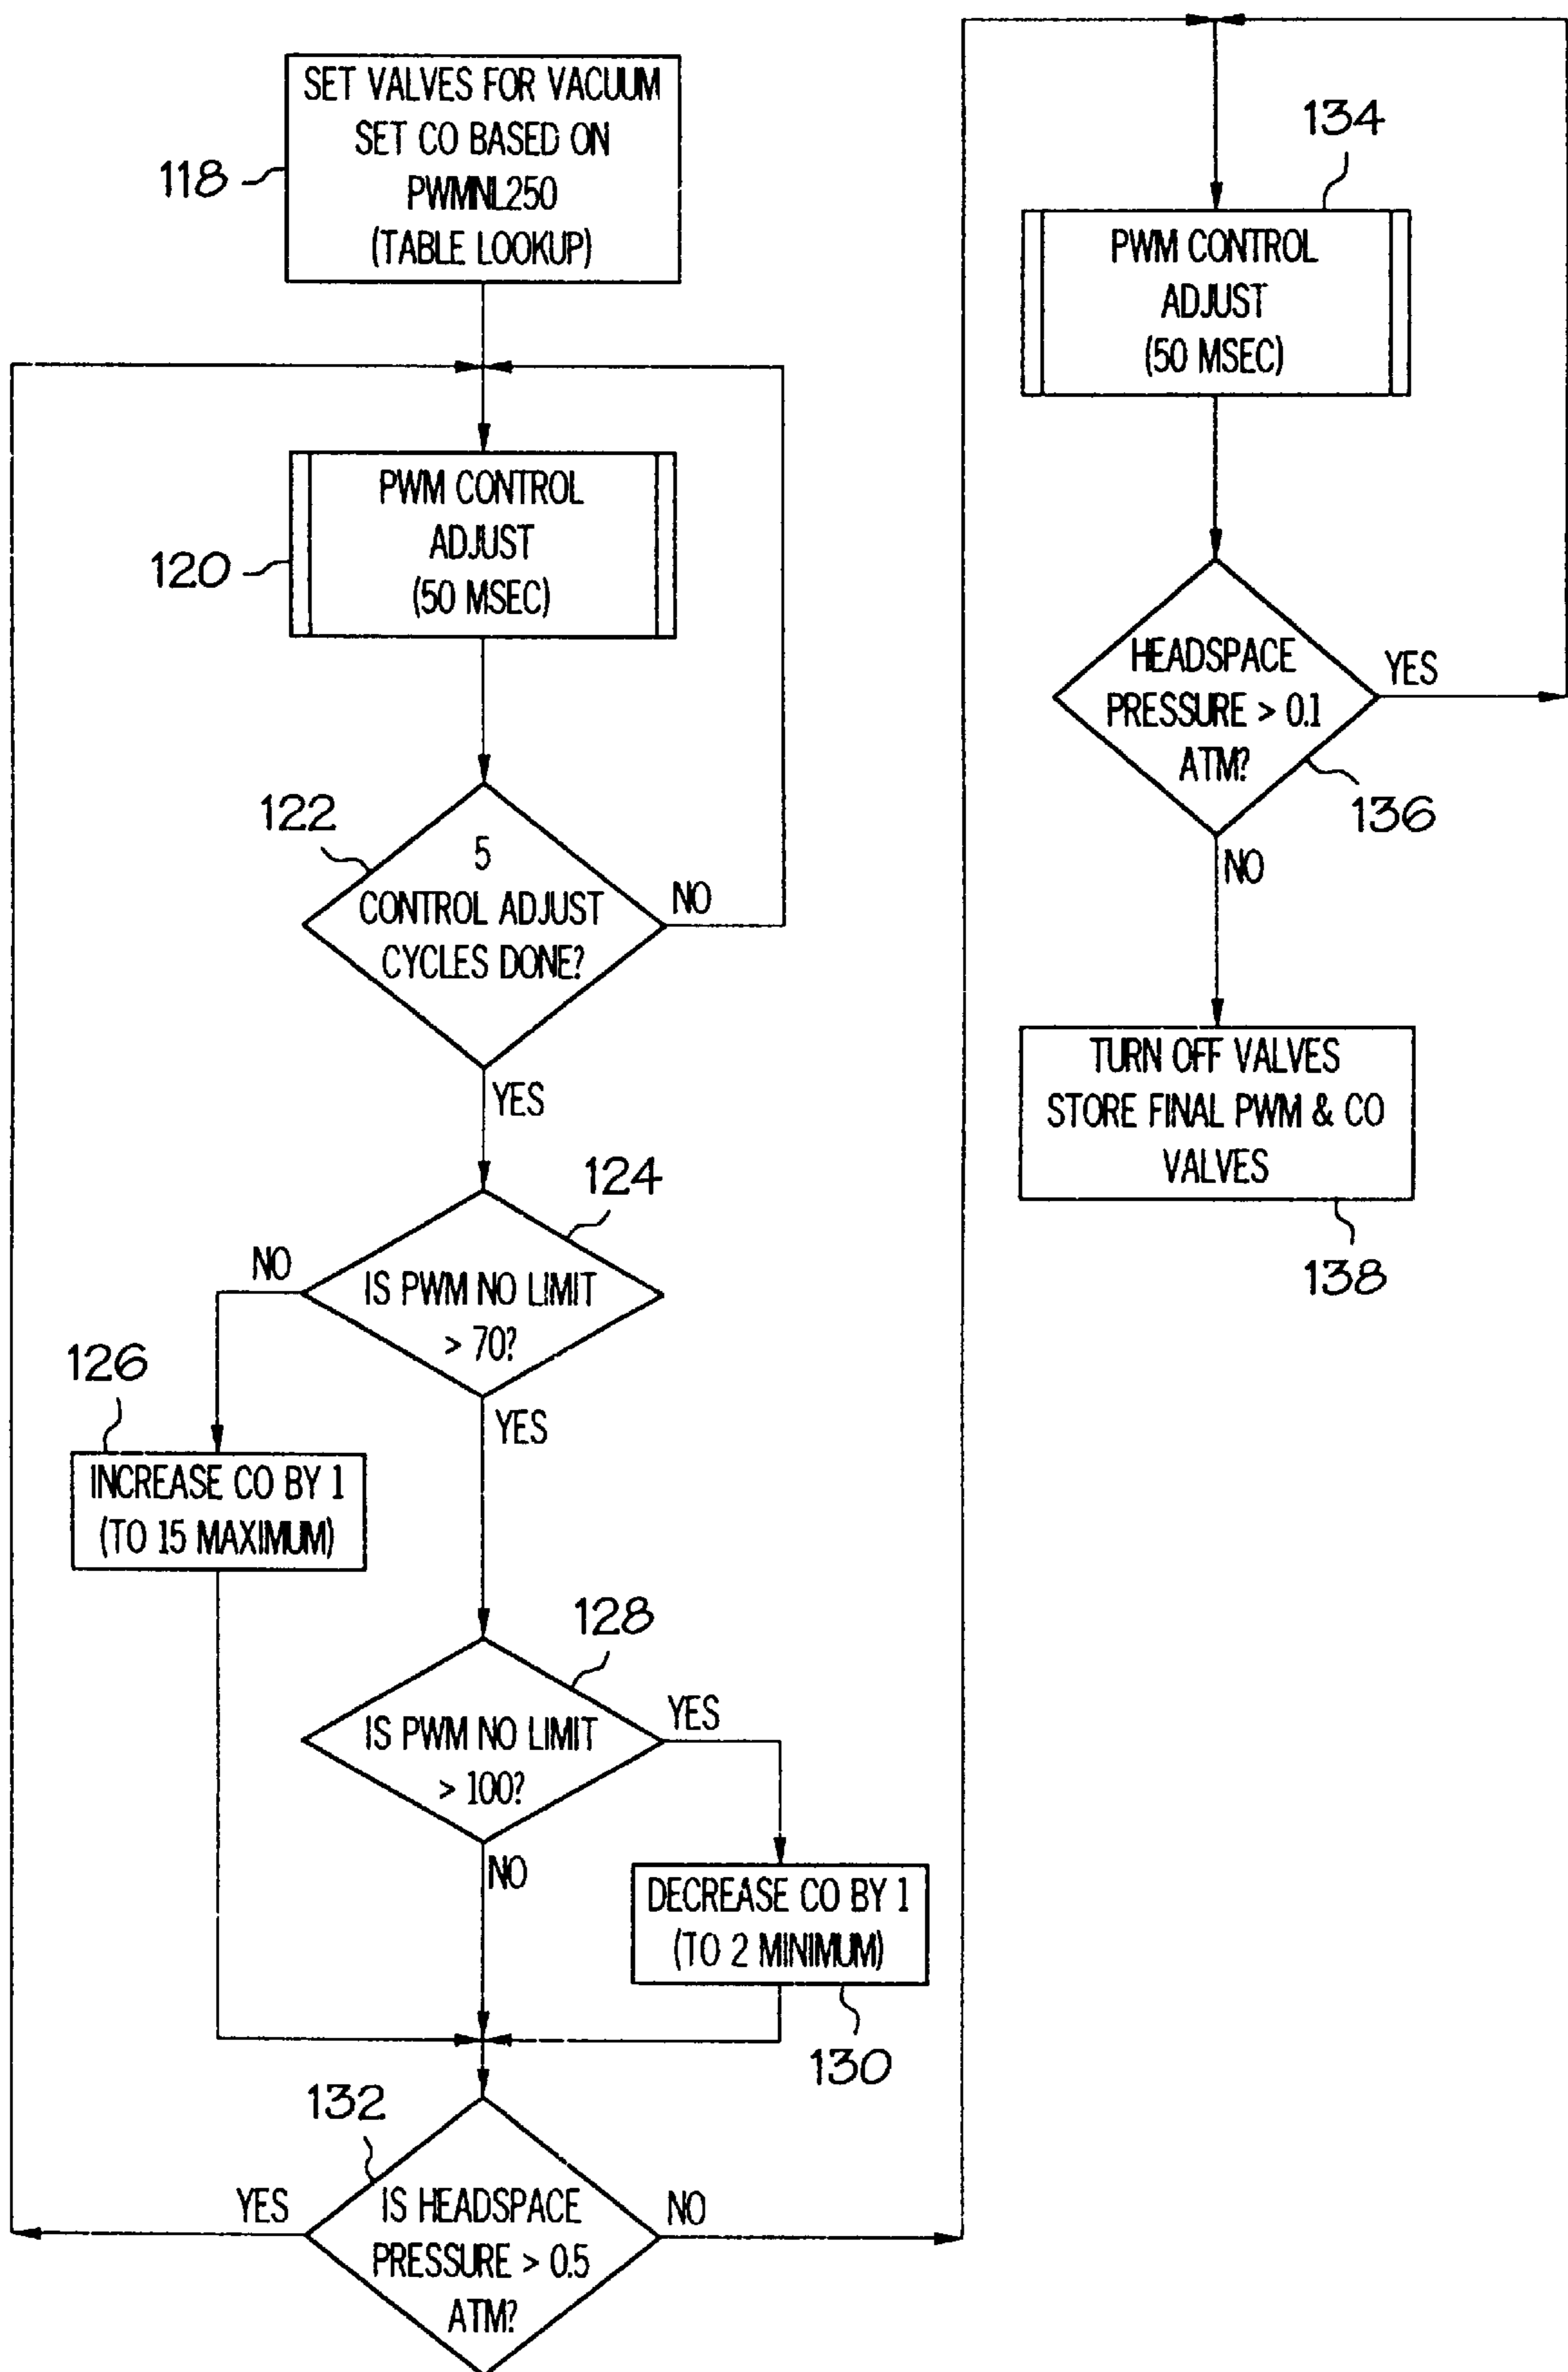 SET VALVES FOR VACUUM
SET CO BASED ON
PWMNL250
(TABLE LOOKUP)
118
PWM CONTROL
ADJUST
(50 MSEC)
120
122
5
CONTROL ADJUST
CYCLES DONE?
NO
YES
124
NO
IS PWM NO LIMIT
> 70?
YES
126
INCREASE CO BY 1
(TO 15 MAXIMUM)
128
IS PWM NO LIMIT
> 100?
YES
NO
DECREASE CO BY 1
(TO 2 MINIMUM)
130
132
YES
IS HEADSPACE
PRESSURE > 0.5
ATM?
NO
134
PWM CONTROL
ADJUST
(50 MSEC)
HEADSPACE
PRESSURE > 0.1
ATM?
YES
136
NO
TURN OFF VALVES
STORE FINAL PWM & CO
VALVES
138